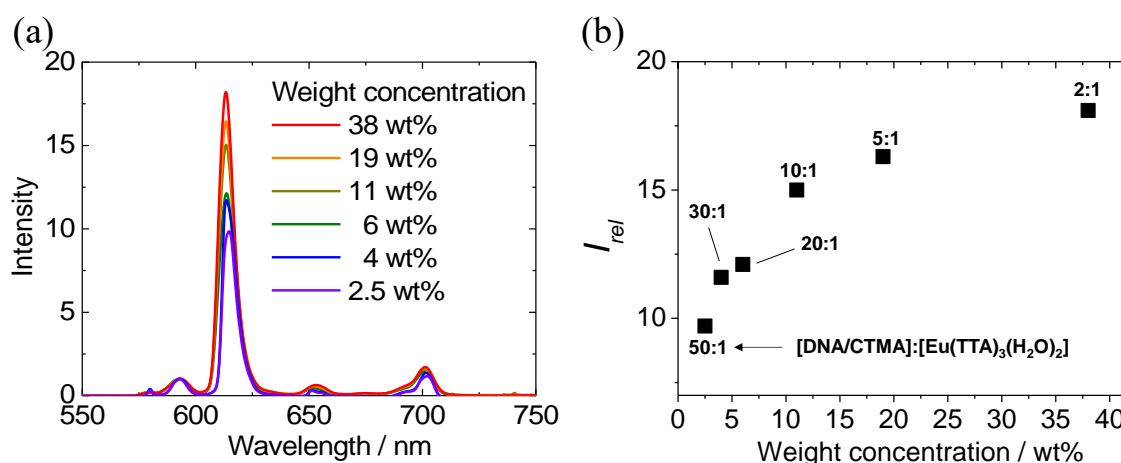 (a)
20
15
10
5
0
550
600
650
700
750
Intensity
Wavelength / nm
Weight concentration
38 wt%
19 wt%
11 wt%
6 wt%
4 wt%
2.5 wt%
(b)
20
15
10
0
5
10
15
20
25
30
35
40
I_rel
Weight concentration / wt%
2:1
5:1
10:1
30:1
20:1
50:1
[DNA/CTMA]:[Eu(TTA)₃(H₂O)₂]